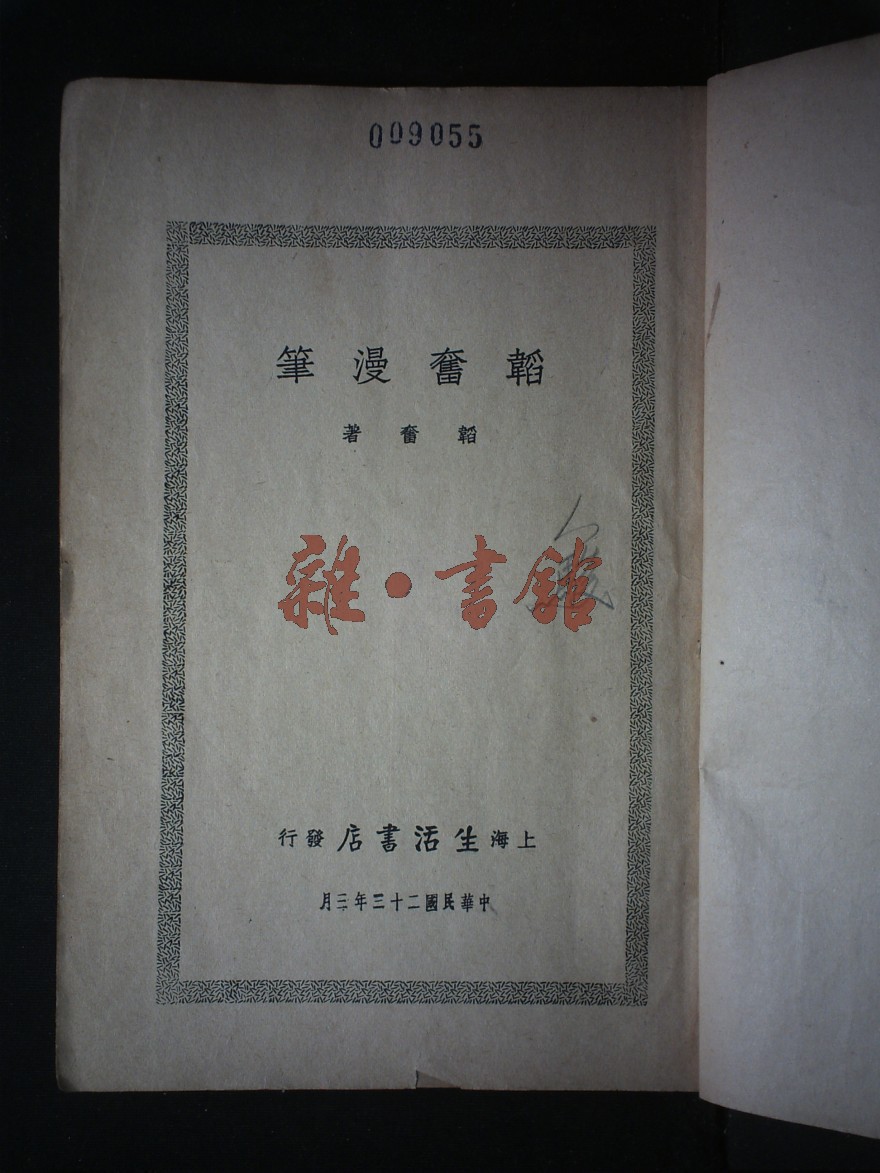 009055
韜奮漫筆
韜奮著
雜·書館
上海生活書店發行
中華民國二十三年三月